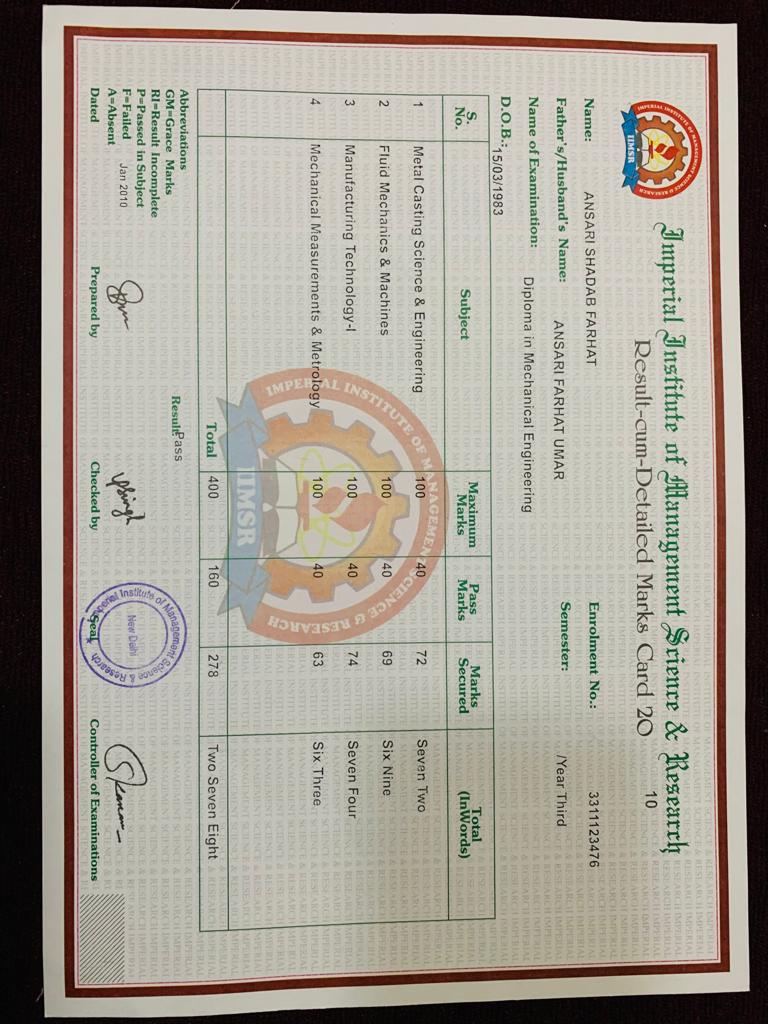 IMPERIAL INSTITUTE OF MANAGEMENT SCIENCE & RESEARCH
IIMSR
Imperial Institute of Management Science & Research
Result-cum-Detailed Marks Card 20 10
Name: ANSARI SHADAB FARHAT
Enrolment No.: 3311123476
Father's/Husband's Name: ANSARI FARHAT UMAR
Semester: /Year Third
Name of Examination: Diploma in Mechanical Engineering
D.O.B.: 15/03/1983
S. No. Subject Maximum Marks Pass Marks Marks Secured Total (InWords)
1 Metal Casting Science & Engineering 100 40 72 Seven Two
2 Fluid Mechanics & Machines 100 40 69 Six Nine
3 Manufacturing Technology-I 100 40 74 Seven Four
4 Mechanical Measurements & Metrology 100 40 63 Six Three
Total 400 160 278 Two Seven Eight
IMPERIAL INSTITUTE OF MANAGEMENT SCIENCE & RESEARCH
IIMSR
Abbreviations
GM=Grace Marks
RI=Result Incomplete
P=Passed in Subject
F=Failed
A=Absent
Result: Pass
Dated Jan 2010
Prepared by
Checked by
Seal
Controller of Examinations
Imperial Institute of Management Science & Research
New Delhi